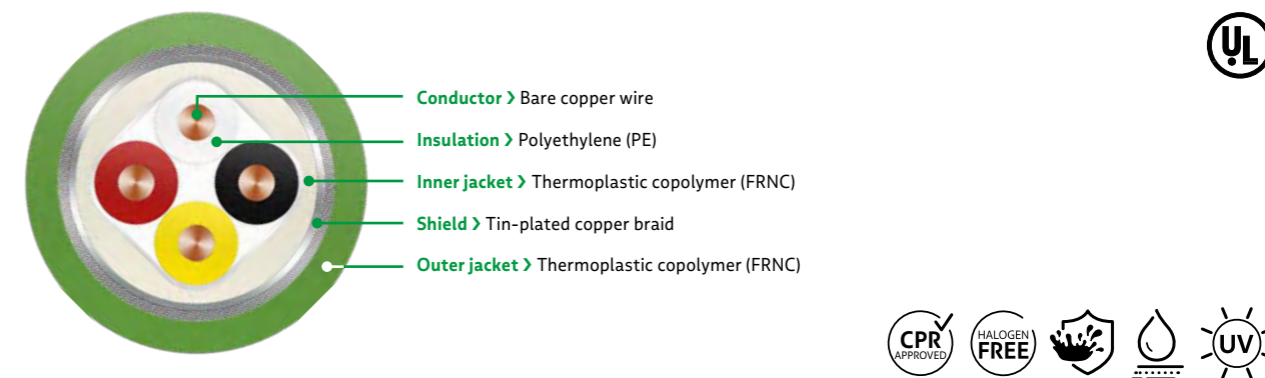 UL
Conductor › Bare copper wire
Insulation › Polyethylene (PE)
Inner jacket › Thermoplastic copolymer (FRNC)
Shield › Tin-plated copper braid
Outer jacket › Thermoplastic copolymer (FRNC)
CPR
APPROVED
HALOGEN
FREE
UV